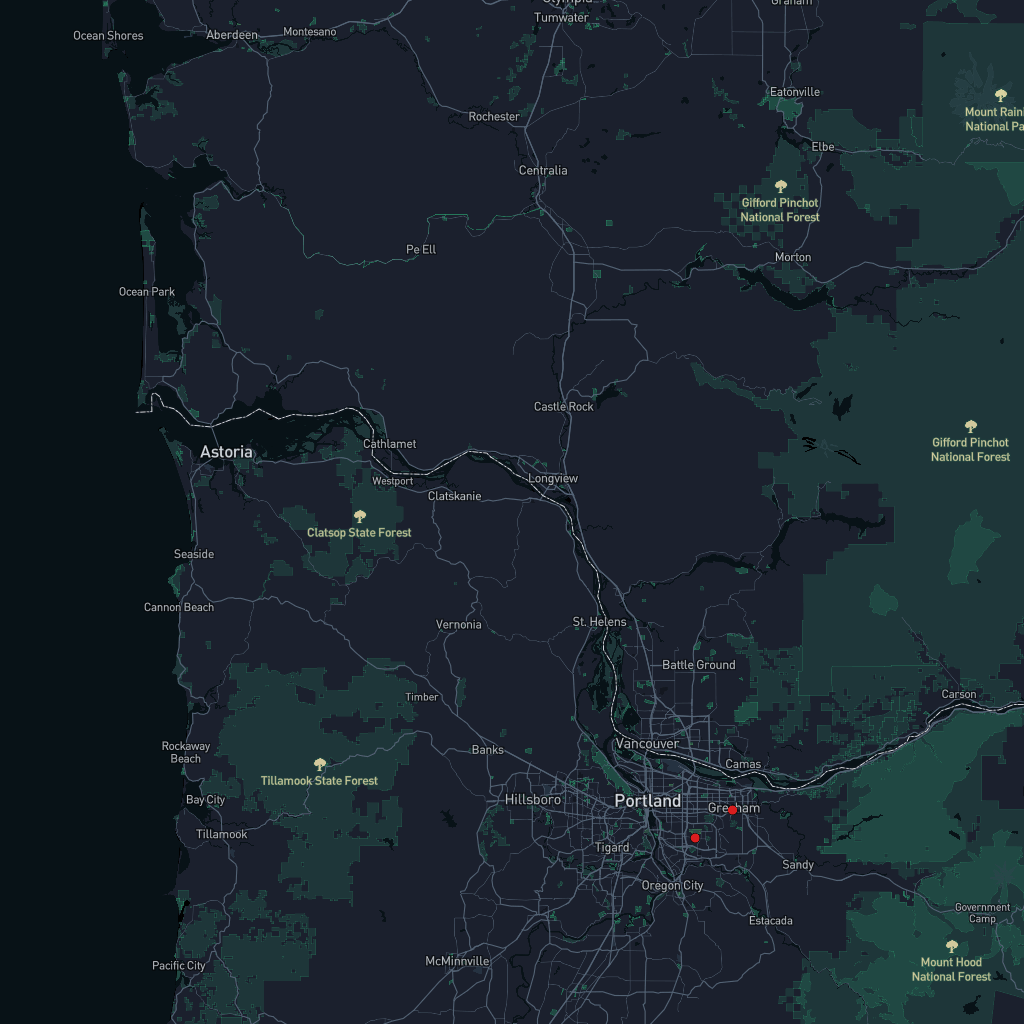 Olympia
Graham
Tumwater
Ocean Shores
Aberdeen
Montesano
Eatonville
Mount Raini
National Pa
Rochester
Elbe
Centralia
Gifford Pinchot
National Forest
Pe Ell
Morton
Ocean Park
Castle Rock
Astoria
Cathlamet
Gifford Pinchot
National Forest
Westport
Longview
Clatskanie
Clatsop State Forest
Seaside
Cannon Beach
Vernonia
St. Helens
Battle Ground
Timber
Carson
Rockaway
Beach
Banks
Vancouver
Camas
Tillamook State Forest
Bay City
Hillsboro
Portland
Gresham
Tillamook
Tigard
Sandy
Oregon City
Government
Camp
Estacada
McMinnville
Pacific City
Mount Hood
National Forest